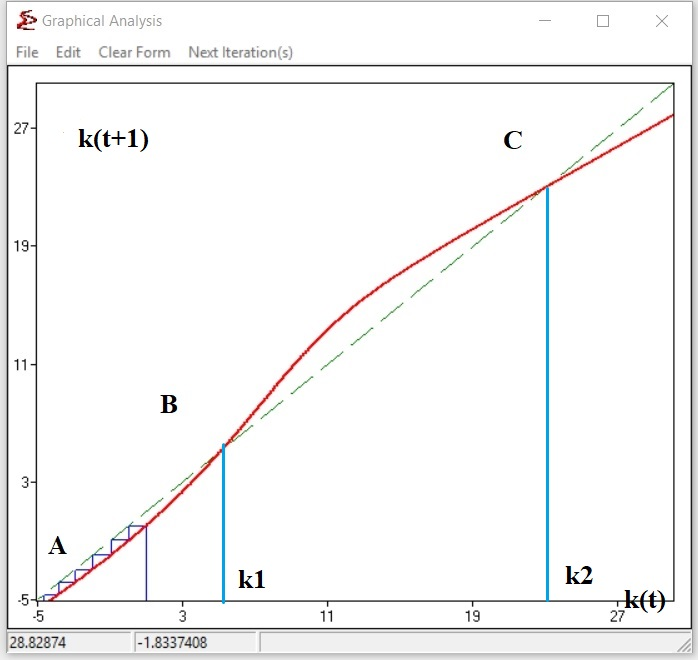 Graphical Analysis
File Edit Clear Form Next Iteration(s)
k(t+1)
27
19
11
3
-5
C
B
A
k1
k2
k(t)
-5 3 11 19 27
28.82874 -1.8337408